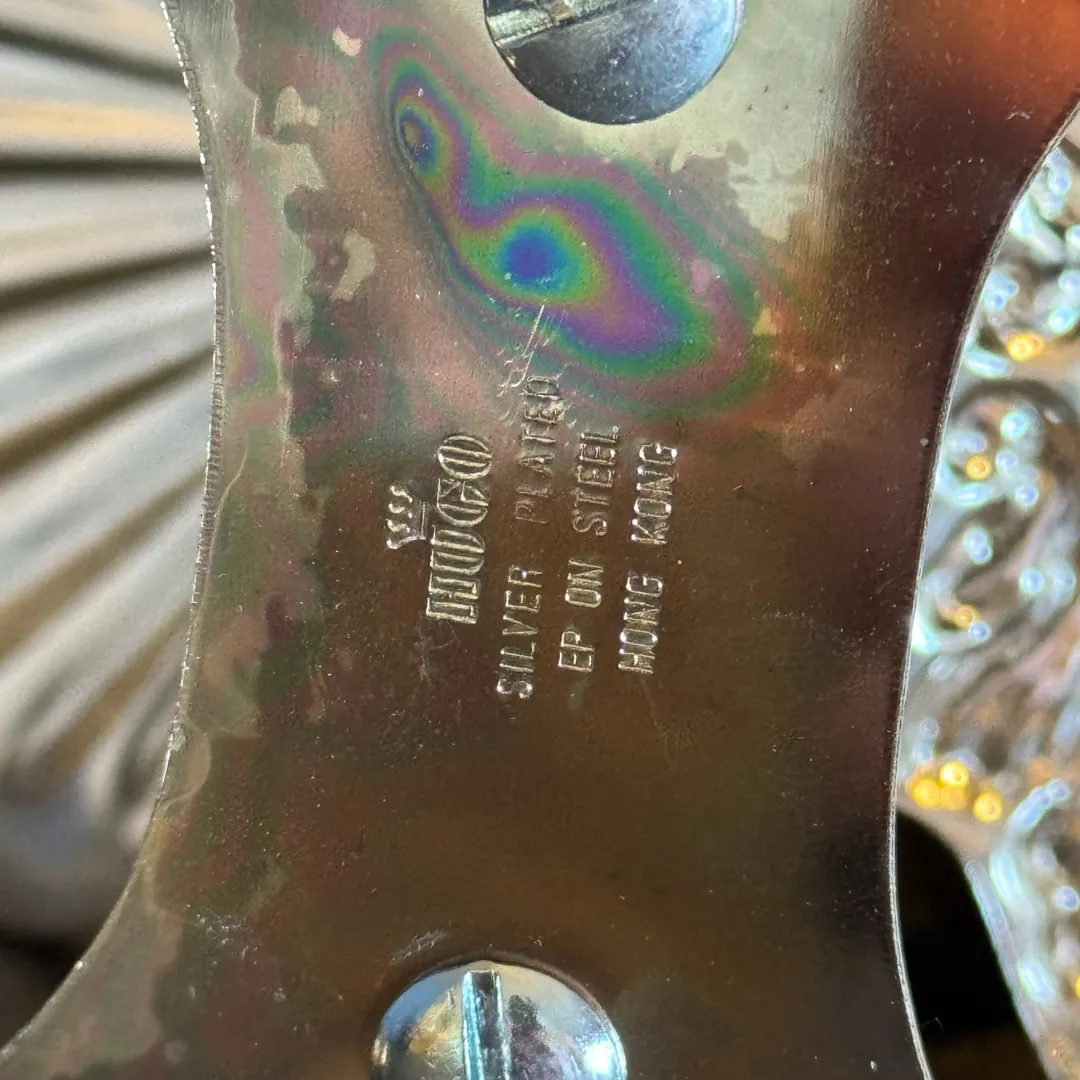 HUGO
SILVER PLATED
EP ON STEEL
HONG KONG